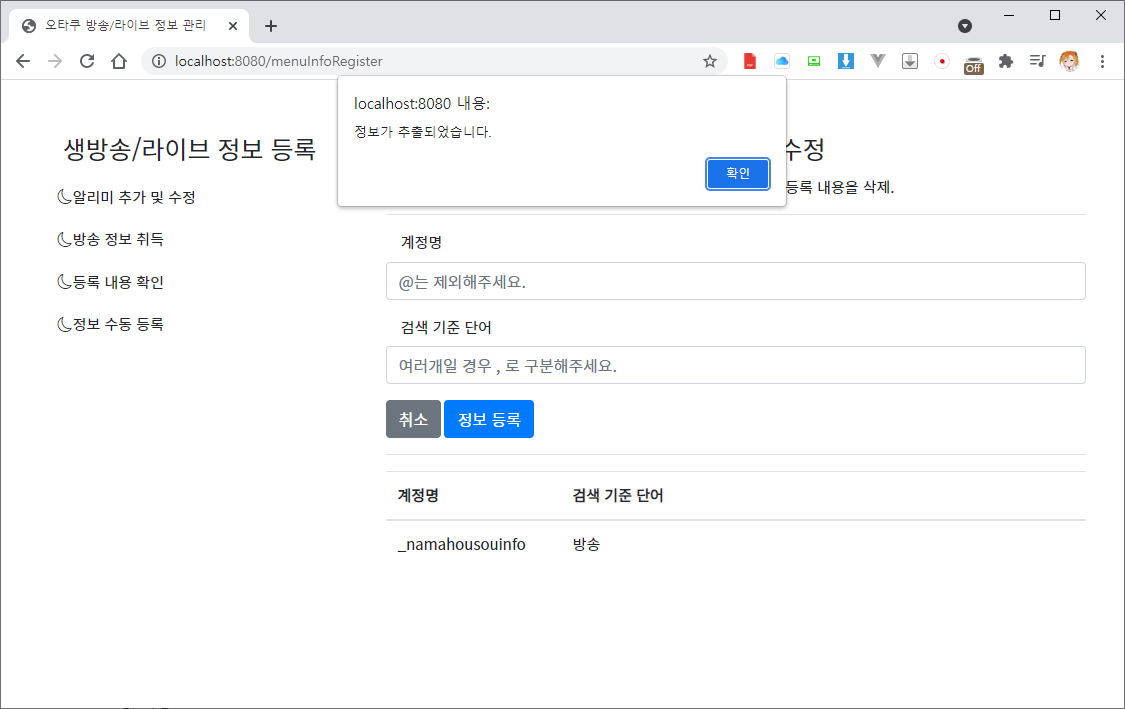 오타쿠 방송/라이브 정보 관리
localhost:8080/menuInfoRegister
Off
localhost:8080 내용:
정보가 추출되었습니다.
확인
생방송/라이브 정보 등록
수정
알리미 추가 및 수정
등록 내용을 삭제.
방송 정보 취득
등록 내용 확인
정보 수동 등록
계정명
@는 제외해주세요.
검색 기준 단어
여러개일 경우 , 로 구분해주세요.
취소 정보 등록
계정명 검색 기준 단어
_namahousouinfo 방송